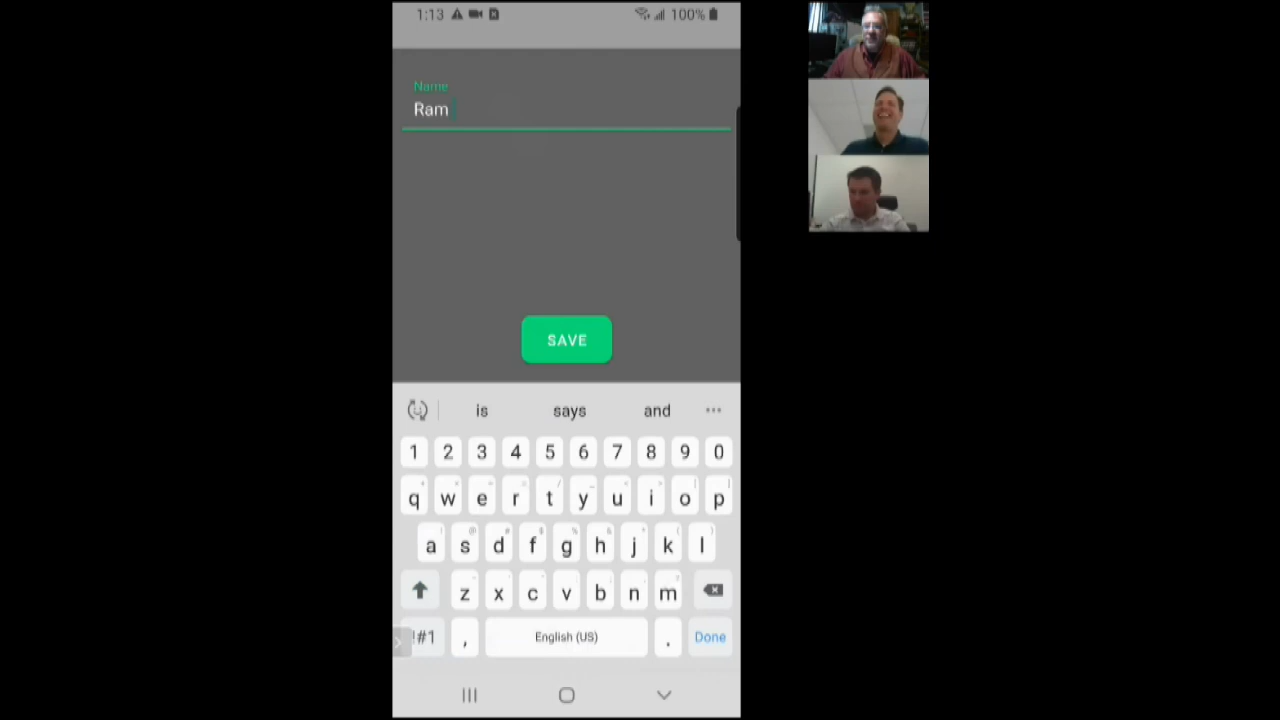 1:13 100%
Name
Ram
SAVE
is says and
1 2 3 4 5 6 7 8 9 0
q w e r t y u i o p
a s d f g h j k l
z x c v b n m
!#1 , English (US) . Done